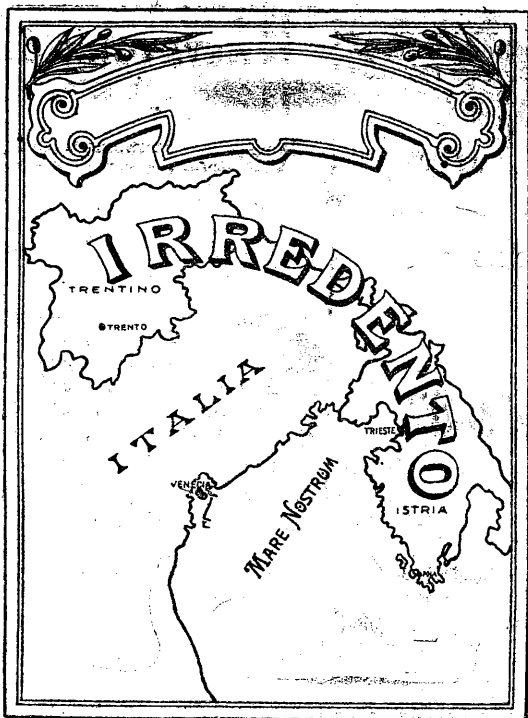 IRREDENTO
TRENTINO
TRENTO
ITALIA
VENEZIA
TRIESTE
MARE NOSTRUM
ISTRIA